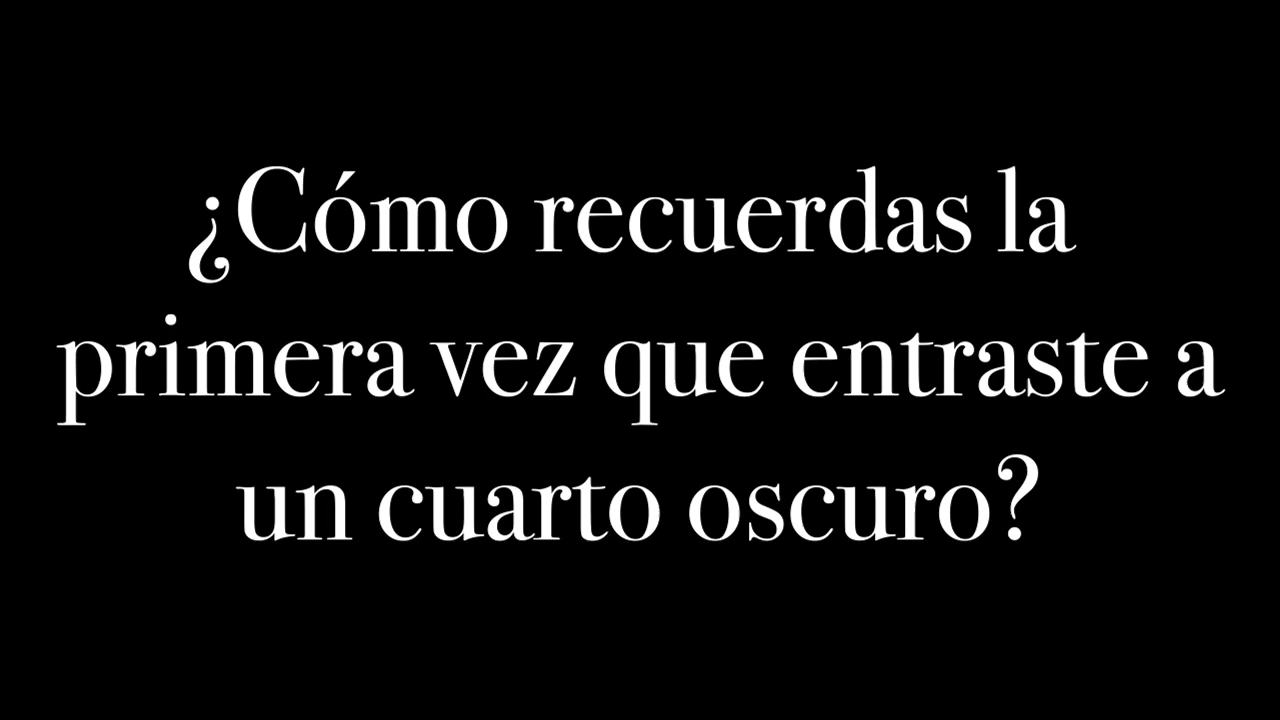 ¿Cómo recuerdas la
primera vez que entraste a
un cuarto oscuro?